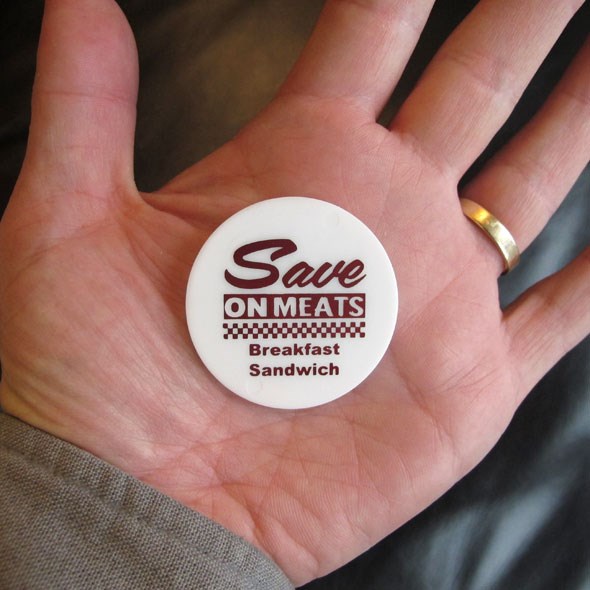 Save
ON MEATS
Breakfast
Sandwich